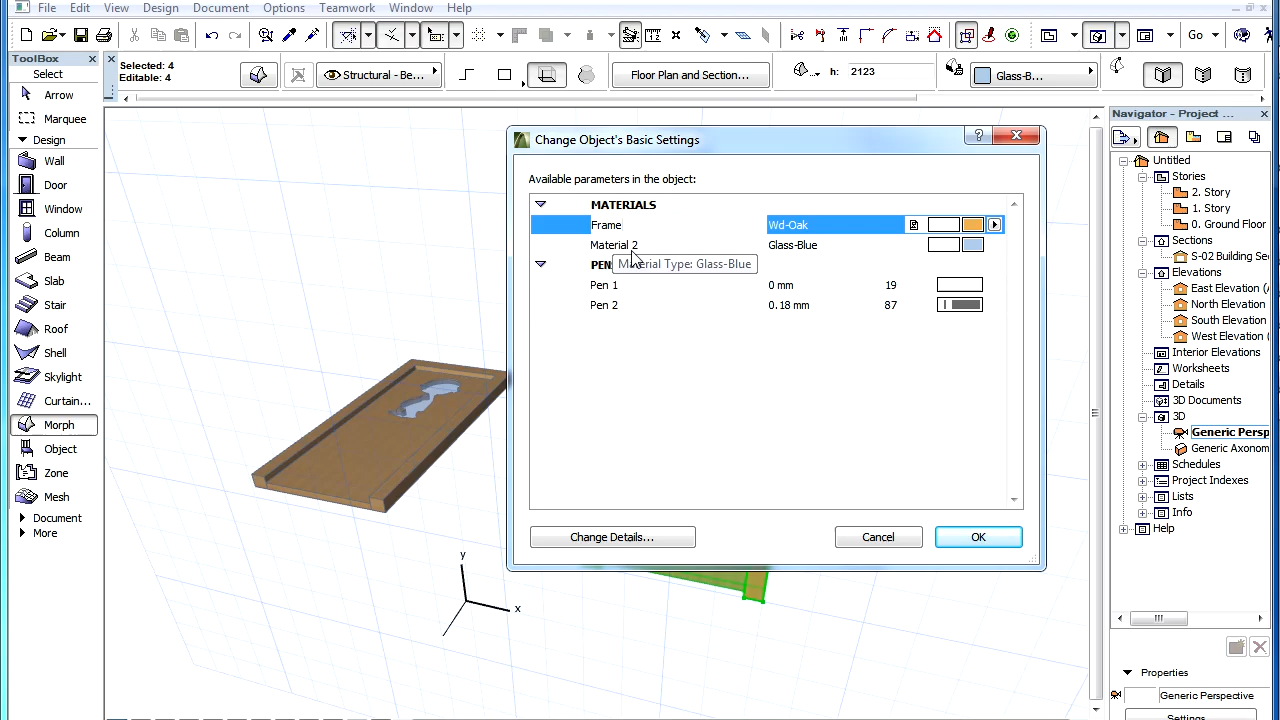 File Edit View Design Document Options Teamwork Window Help
Go
ToolBox
Select
Arrow
Marquee
Design
Wall
Door
Window
Column
Beam
Slab
Stair
Roof
Shell
Skylight
Curtain...
Morph
Object
Zone
Mesh
Document
More
Selected: 4
Editable: 4
Structural - Be...
Floor Plan and Section...
h: 2123
Glass-B...
Change Object's Basic Settings
?
Available parameters in the object:
MATERIALS
Frame Wd-Oak
Material 2 Glass-Blue
Material Type: Glass-Blue
PEN
Pen 1 0 mm 19
Pen 2 0.18 mm 87
Change Details...
Cancel
OK
y
x
Navigator - Project ...
Untitled
Stories
2. Story
1. Story
0. Ground Floor
Sections
S-02 Building Se
Elevations
East Elevation (A
North Elevation
South Elevation
West Elevation (
Interior Elevations
Worksheets
Details
3D Documents
3D
Generic Persp
Generic Axonom
Schedules
Project Indexes
Lists
Info
Help
Properties
Generic Perspective
Settings